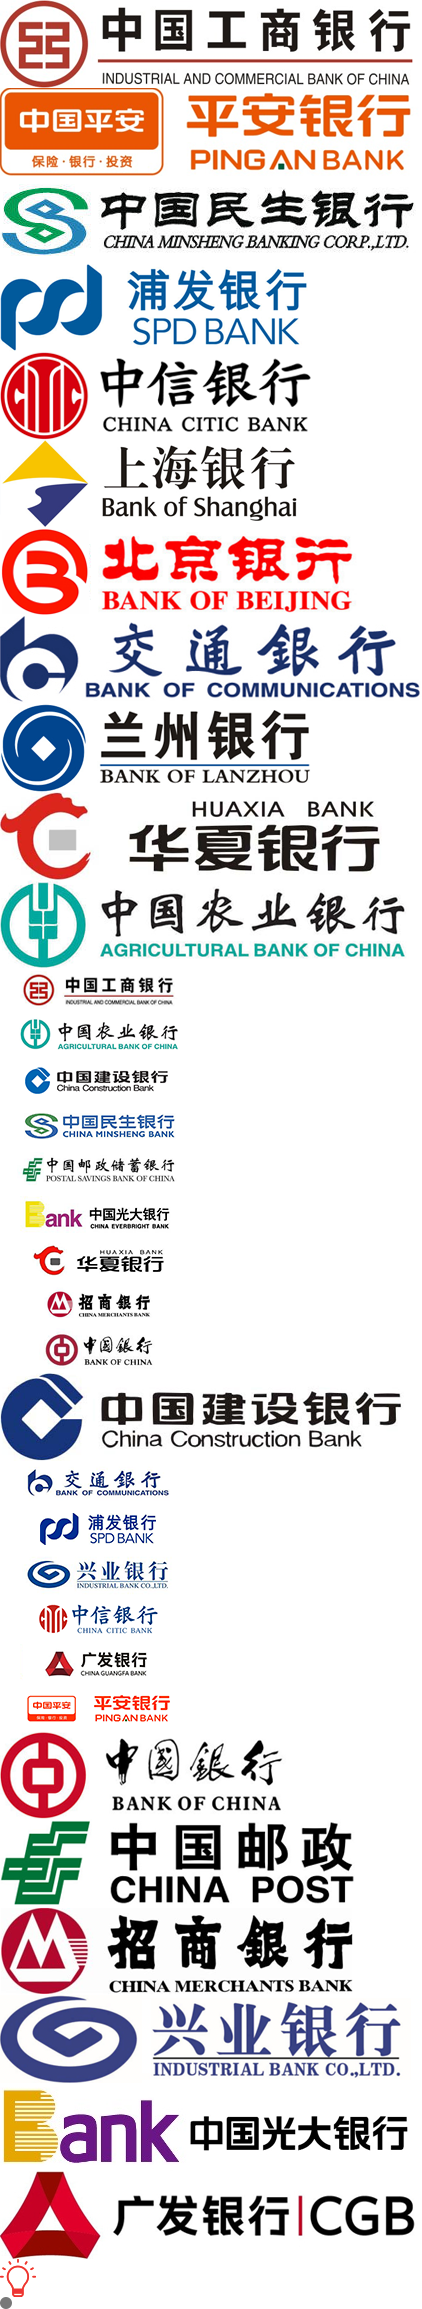 中国工商银行
INDUSTRIAL AND COMMERCIAL BANK OF CHINA
中国平安
保险·银行·投资
平安银行
PING AN BANK
中国民生银行
CHINA MINSHENG BANKING CORP.,LTD.
浦发银行
SPD BANK
中信银行
CHINA CITIC BANK
上海银行
Bank of Shanghai
北京银行
BANK OF BEIJING
交通銀行
BANK OF COMMUNICATIONS
兰州银行
BANK OF LANZHOU
HUAXIA BANK
华夏银行
中国农业银行
AGRICULTURAL BANK OF CHINA
中国工商银行
INDUSTRIAL AND COMMERCIAL BANK OF CHINA
中国农业银行
AGRICULTURAL BANK OF CHINA
中国建设银行
China Construction Bank
中国民生银行
CHINA MINSHENG BANK
中国邮政储蓄银行
POSTAL SAVINGS BANK OF CHINA
Bank 中国光大银行
CHINA EVERBRIGHT BANK
HUAXIA BANK
华夏银行
招商銀行
CHINA MERCHANTS BANK
中國銀行
BANK OF CHINA
中国建设银行
China Construction Bank
交通銀行
BANK OF COMMUNICATIONS
浦发银行
SPD BANK
兴业银行
INDUSTRIAL BANK CO.,LTD.
中信银行
CHINA CITIC BANK
广发银行
CHINA GUANGFA BANK
中国平安
保险·银行·投资
平安银行
PING AN BANK
中國銀行
BANK OF CHINA
中国邮政
CHINA POST
招商銀行
CHINA MERCHANTS BANK
兴业银行
INDUSTRIAL BANK CO.,LTD.
Bank 中国光大银行
广发银行|CGB